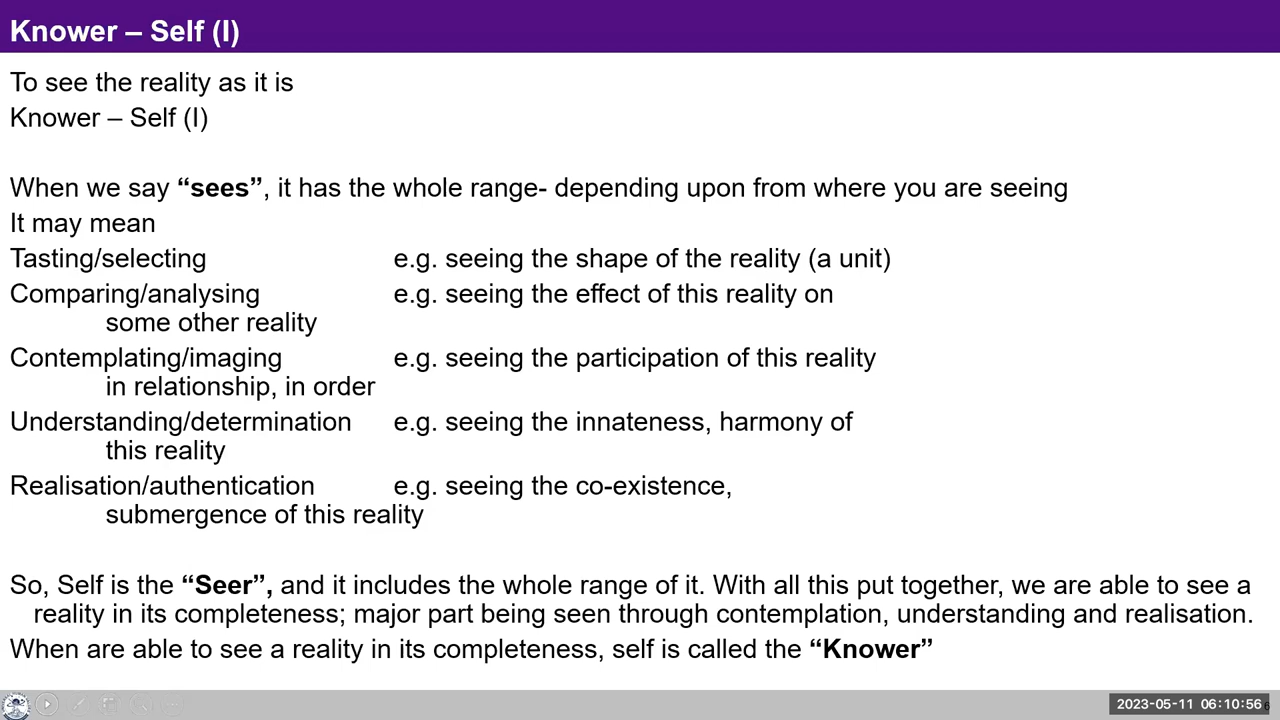 Knower – Self (I)
To see the reality as it is
Knower – Self (I)
When we say “sees”, it has the whole range- depending upon from where you are seeing
It may mean
Tasting/selecting e.g. seeing the shape of the reality (a unit)
Comparing/analysing e.g. seeing the effect of this reality on
some other reality
Contemplating/imaging e.g. seeing the participation of this reality
in relationship, in order
Understanding/determination e.g. seeing the innateness, harmony of
this reality
Realisation/authentication e.g. seeing the co-existence,
submergence of this reality
So, Self is the “Seer”, and it includes the whole range of it. With all this put together, we are able to see a
reality in its completeness; major part being seen through contemplation, understanding and realisation.
When are able to see a reality in its completeness, self is called the “Knower”
2023-05-11 06:10:56
6